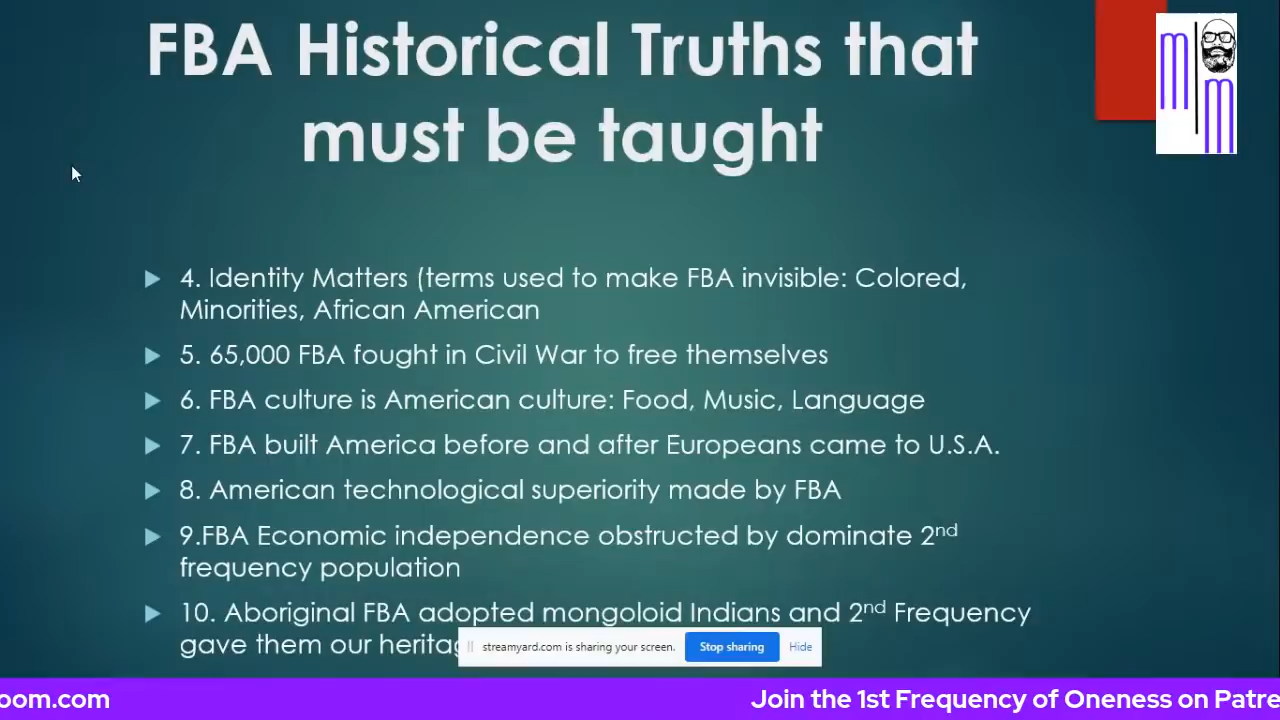 FBA Historical Truths that
must be taught
4. Identity Matters (terms used to make FBA invisible: Colored,
Minorities, African American
5. 65,000 FBA fought in Civil War to free themselves
6. FBA culture is American culture: Food, Music, Language
7. FBA built America before and after Europeans came to U.S.A.
8. American technological superiority made by FBA
9.FBA Economic independence obstructed by dominate 2nd
frequency population
10. Aboriginal FBA adopted mongoloid Indians and 2nd Frequency
gave them our
streamyard.com is sharing your screen. Stop sharing Hide
oom.com Join the 1st Frequency of Oneness on Patre
m
m